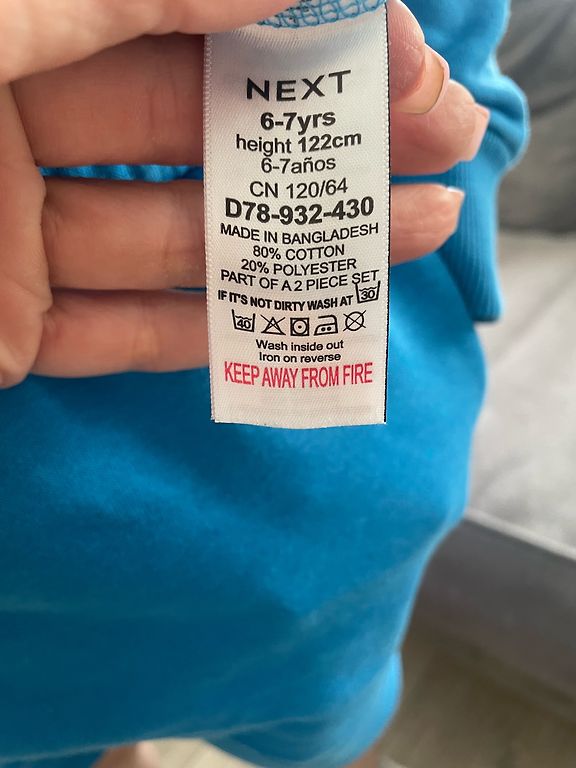 NEXT
6-7yrs
height 122cm
6-7años
CN 120/64
D78-932-430
MADE IN BANGLADESH
80% COTTON
20% POLYESTER
PART OF A 2 PIECE SET
IF IT'S NOT DIRTY WASH AT 30
40
Wash inside out
Iron on reverse
KEEP AWAY FROM FIRE